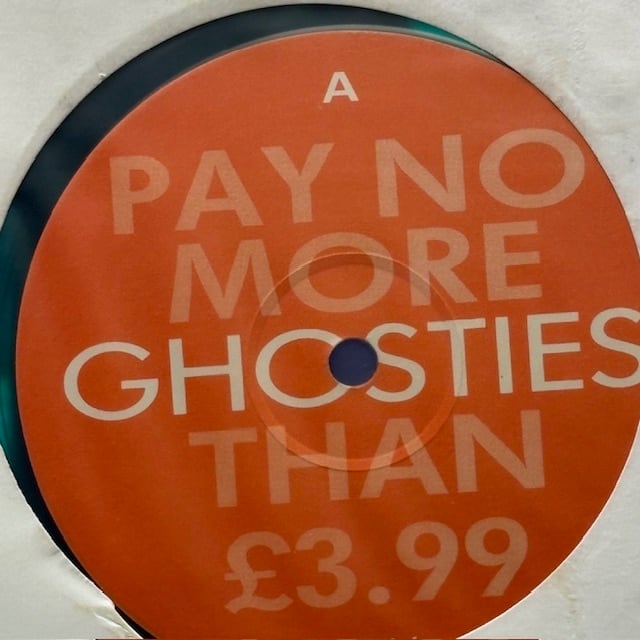 A
PAY NO
MORE
GHOSTIES
THAN
£3.99